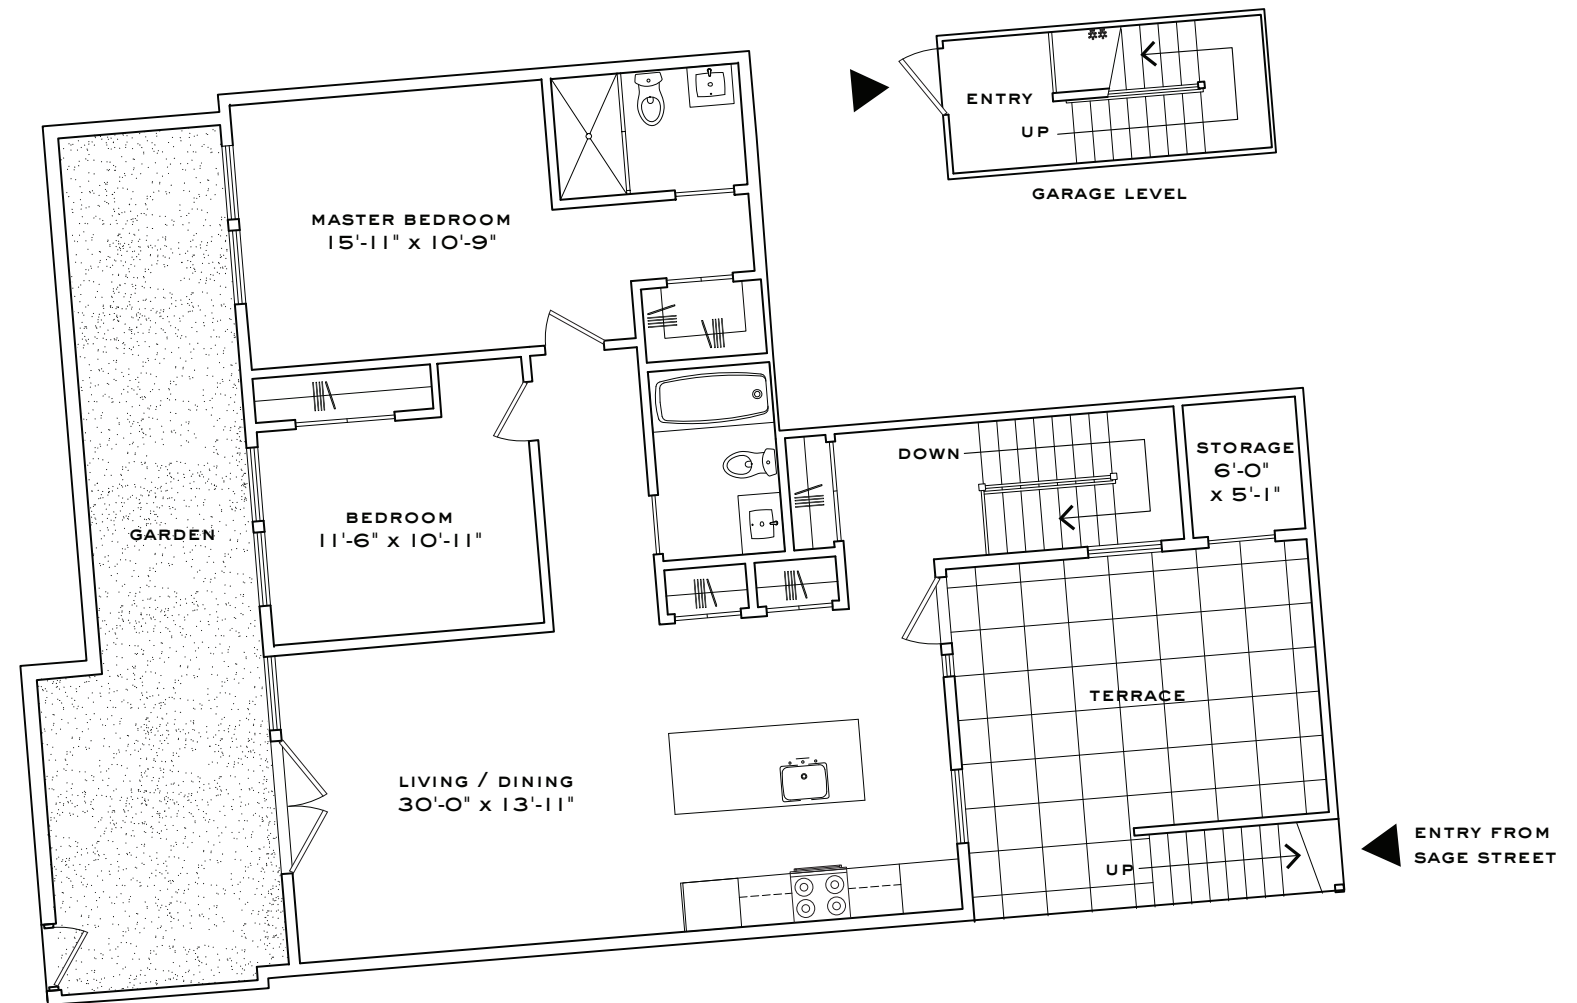 ENTRY
UP
GARAGE LEVEL
MASTER BEDROOM
15'-11" x 10'-9"
DOWN
STORAGE
6'-0"
x 5'-1"
BEDROOM
11'-6" x 10'-11"
GARDEN
TERRACE
LIVING / DINING
30'-0" x 13'-11"
UP
ENTRY FROM
SAGE STREET